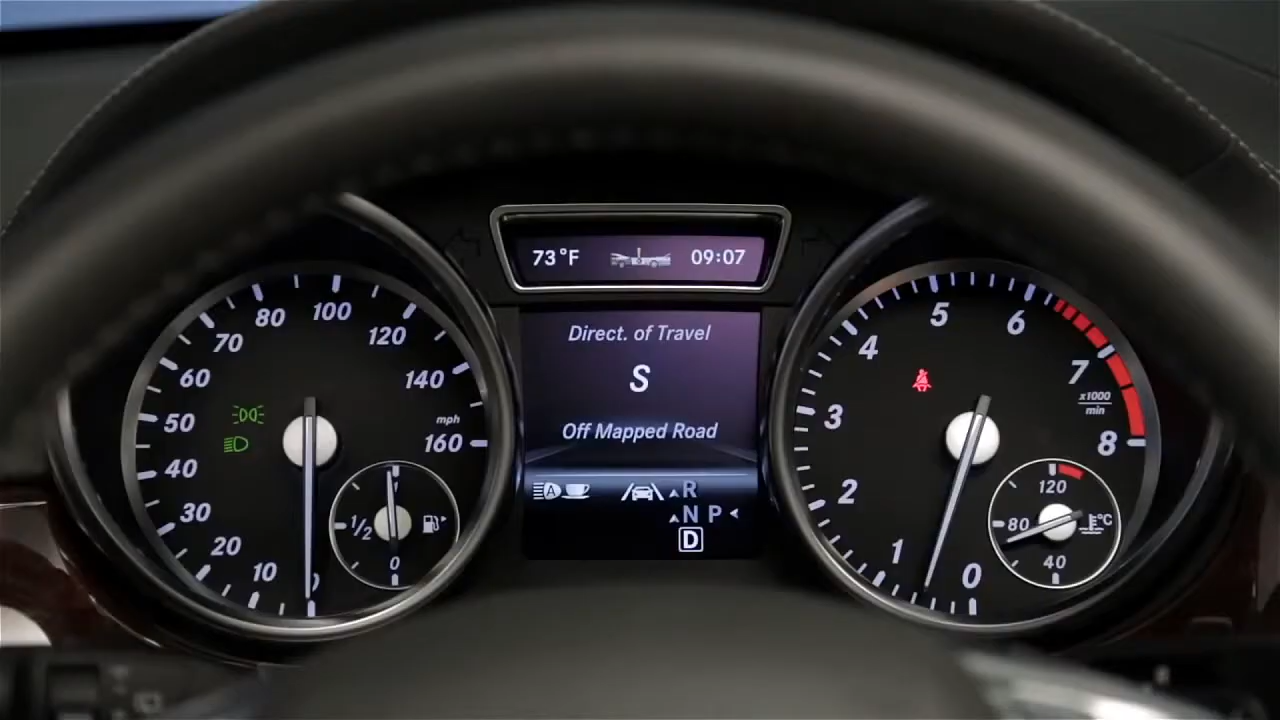 73°F
09:07
Direct. of Travel
S
Off Mapped Road
A
R
N P
D
0
10
20
30
40
50
60
70
80
100
120
140
160
mph
1/2
0
0
1
2
3
4
5
6
7
8
x1000
min
120
80
40
°C